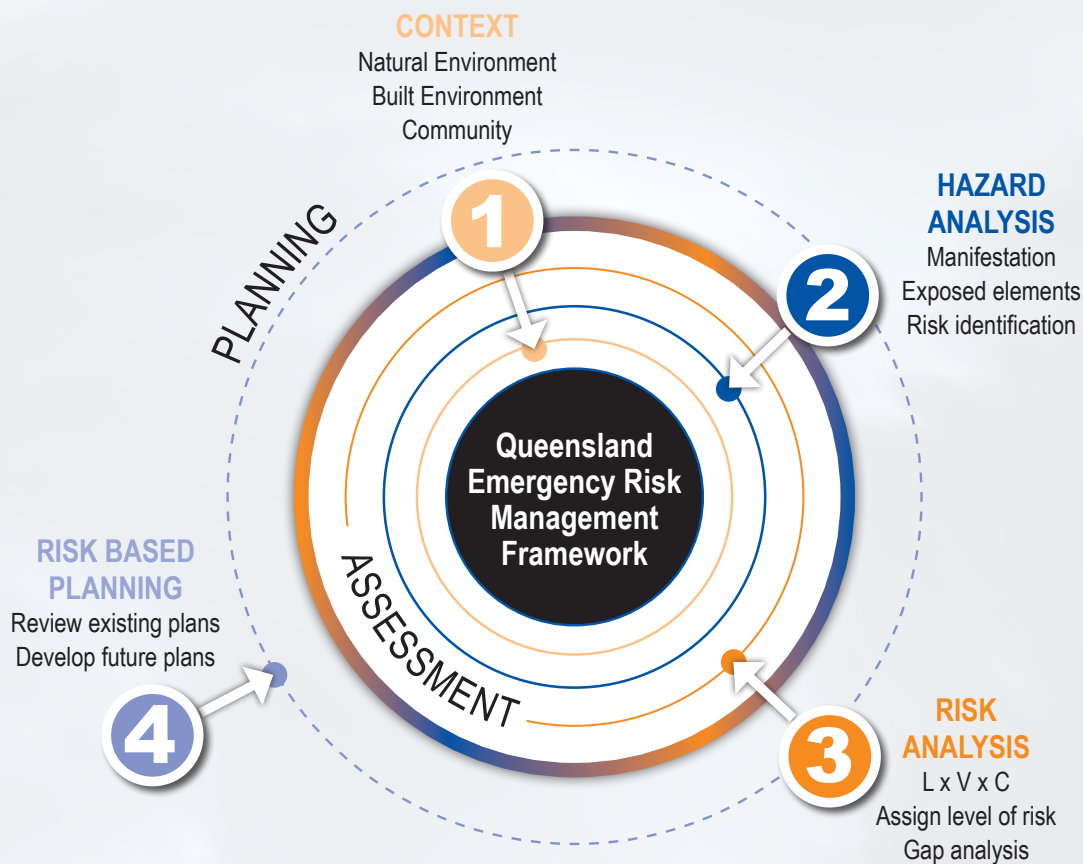 CONTEXT
Natural Environment
Built Environment
Community
1
HAZARD
ANALYSIS
Manifestation
Exposed elements
Risk identification
2
PLANNING
Queensland
Emergency Risk
Management
Framework
ASSESSMENT
RISK BASED
PLANNING
Review existing plans
Develop future plans
4
3
RISK
ANALYSIS
L x V x C
Assign level of risk
Gap analysis